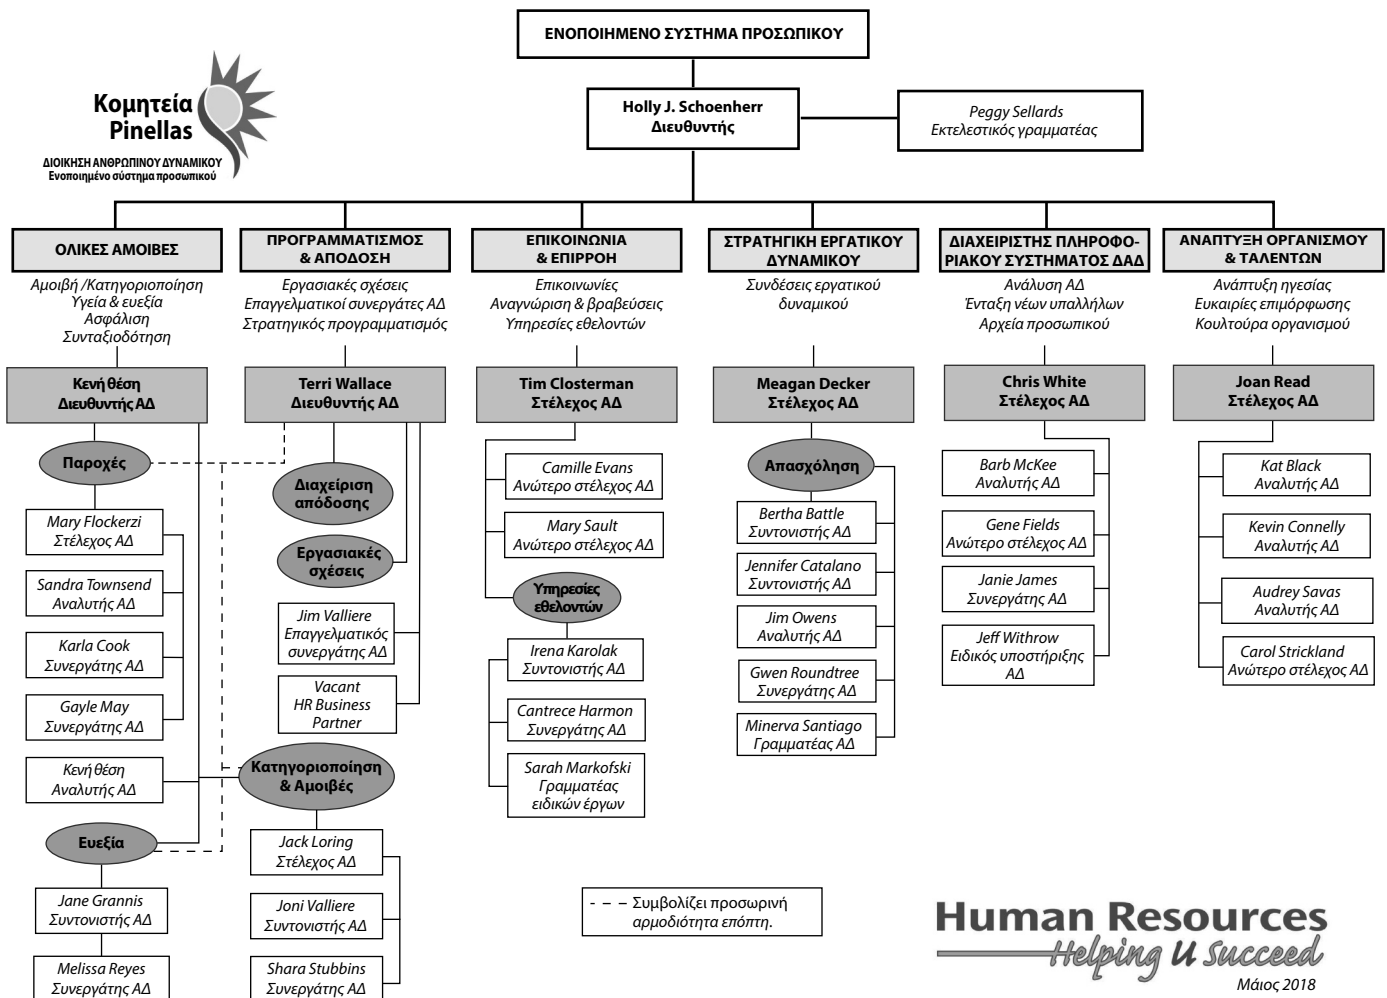 ΕΝΟΠΟΙΗΜΕΝΟ ΣΥΣΤΗΜΑ ΠΡΟΣΩΠΙΚΟΥ
Κομητεία
Pinellas
ΔΙΟΙΚΗΣΗ ΑΝΘΡΩΠΙΝΟΥ ΔΥΝΑΜΙΚΟΥ
Ενοποιημένο σύστημα προσωπικού
Holly J. Schoenherr
Διευθυντής
Peggy Sellards
Εκτελεστικός γραμματέας
ΟΛΙΚΕΣ ΑΜΟΙΒΕΣ
Αμοιβή /Κατηγοριοποίηση
Υγεία & ευεξία
Ασφάλιση
Συνταξιοδότηση
Κενή θέση
Διευθυντής ΑΔ
Παροχές
Mary Flockerzi
Στέλεχος ΑΔ
Sandra Townsend
Αναλυτής ΑΔ
Karla Cook
Συνεργάτης ΑΔ
Gayle May
Συνεργάτης ΑΔ
Κενή θέση
Αναλυτής ΑΔ
Ευεξία
Jane Grannis
Συντονιστής ΑΔ
Melissa Reyes
Συνεργάτης ΑΔ
ΠΡΟΓΡΑΜΜΑΤΙΣΜΟΣ
& ΑΠΟΔΟΣΗ
Εργασιακές σχέσεις
Επαγγελματικοί συνεργάτες ΑΔ
Στρατηγικός προγραμματισμός
Terri Wallace
Διευθυντής ΑΔ
Διαχείριση
απόδοσης
Εργασιακές
σχέσεις
Jim Valliere
Επαγγελματικός
συνεργάτης ΑΔ
Vacant
HR Business
Partner
Κατηγοριοποίηση
& Αμοιβές
Jack Loring
Στέλεχος ΑΔ
Joni Valliere
Συντονιστής ΑΔ
Shara Stubbins
Συνεργάτης ΑΔ
ΕΠΙΚΟΙΝΩΝΙΑ
& ΕΠΙΡΡΟΗ
Επικοινωνίες
Αναγνώριση & βραβεύσεις
Υπηρεσίες εθελοντών
Tim Closterman
Στέλεχος ΑΔ
Camille Evans
Ανώτερο στέλεχος ΑΔ
Mary Sault
Ανώτερο στέλεχος ΑΔ
Υπηρεσίες
εθελοντών
Irena Karolak
Συντονιστής ΑΔ
Cantrece Harmon
Συνεργάτης ΑΔ
Sarah Markofski
Γραμματέας
ειδικών έργων
ΣΤΡΑΤΗΓΙΚΗ ΕΡΓΑΤΙΚΟΥ
ΔΥΝΑΜΙΚΟΥ
Συνδέσεις εργατικού
δυναμικού
Meagan Decker
Στέλεχος ΑΔ
Απασχόληση
Bertha Battle
Συντονιστής ΑΔ
Jennifer Catalano
Συντονιστής ΑΔ
Jim Owens
Αναλυτής ΑΔ
Gwen Roundtree
Συνεργάτης ΑΔ
Minerva Santiago
Γραμματέας ΑΔ
ΔΙΑΧΕΙΡΙΣΤΗΣ ΠΛΗΡΟΦΟ-
ΡΙΑΚΟΥ ΣΥΣΤΗΜΑΤΟΣ ΔΑΔ
Ανάλυση ΑΔ
Ένταξη νέων υπαλλήλων
Αρχεία προσωπικού
Chris White
Στέλεχος ΑΔ
Barb McKee
Αναλυτής ΑΔ
Gene Fields
Ανώτερο στέλεχος ΑΔ
Janie James
Συνεργάτης ΑΔ
Jeff Withrow
Ειδικός υποστήριξης
ΑΔ
ΑΝΑΠΤΥΞΗ ΟΡΓΑΝΙΣΜΟΥ
& ΤΑΛΕΝΤΩΝ
Ανάπτυξη ηγεσίας
Ευκαιρίες επιμόρφωσης
Κουλτούρα οργανισμού
Joan Read
Στέλεχος ΑΔ
Kat Black
Αναλυτής ΑΔ
Kevin Connelly
Αναλυτής ΑΔ
Audrey Savas
Αναλυτής ΑΔ
Carol Strickland
Ανώτερο στέλεχος ΑΔ
- - - Συμβολίζει προσωρινή
αρμοδιότητα επόπτη.
Human Resources
Helping U Succeed
Μάιος 2018